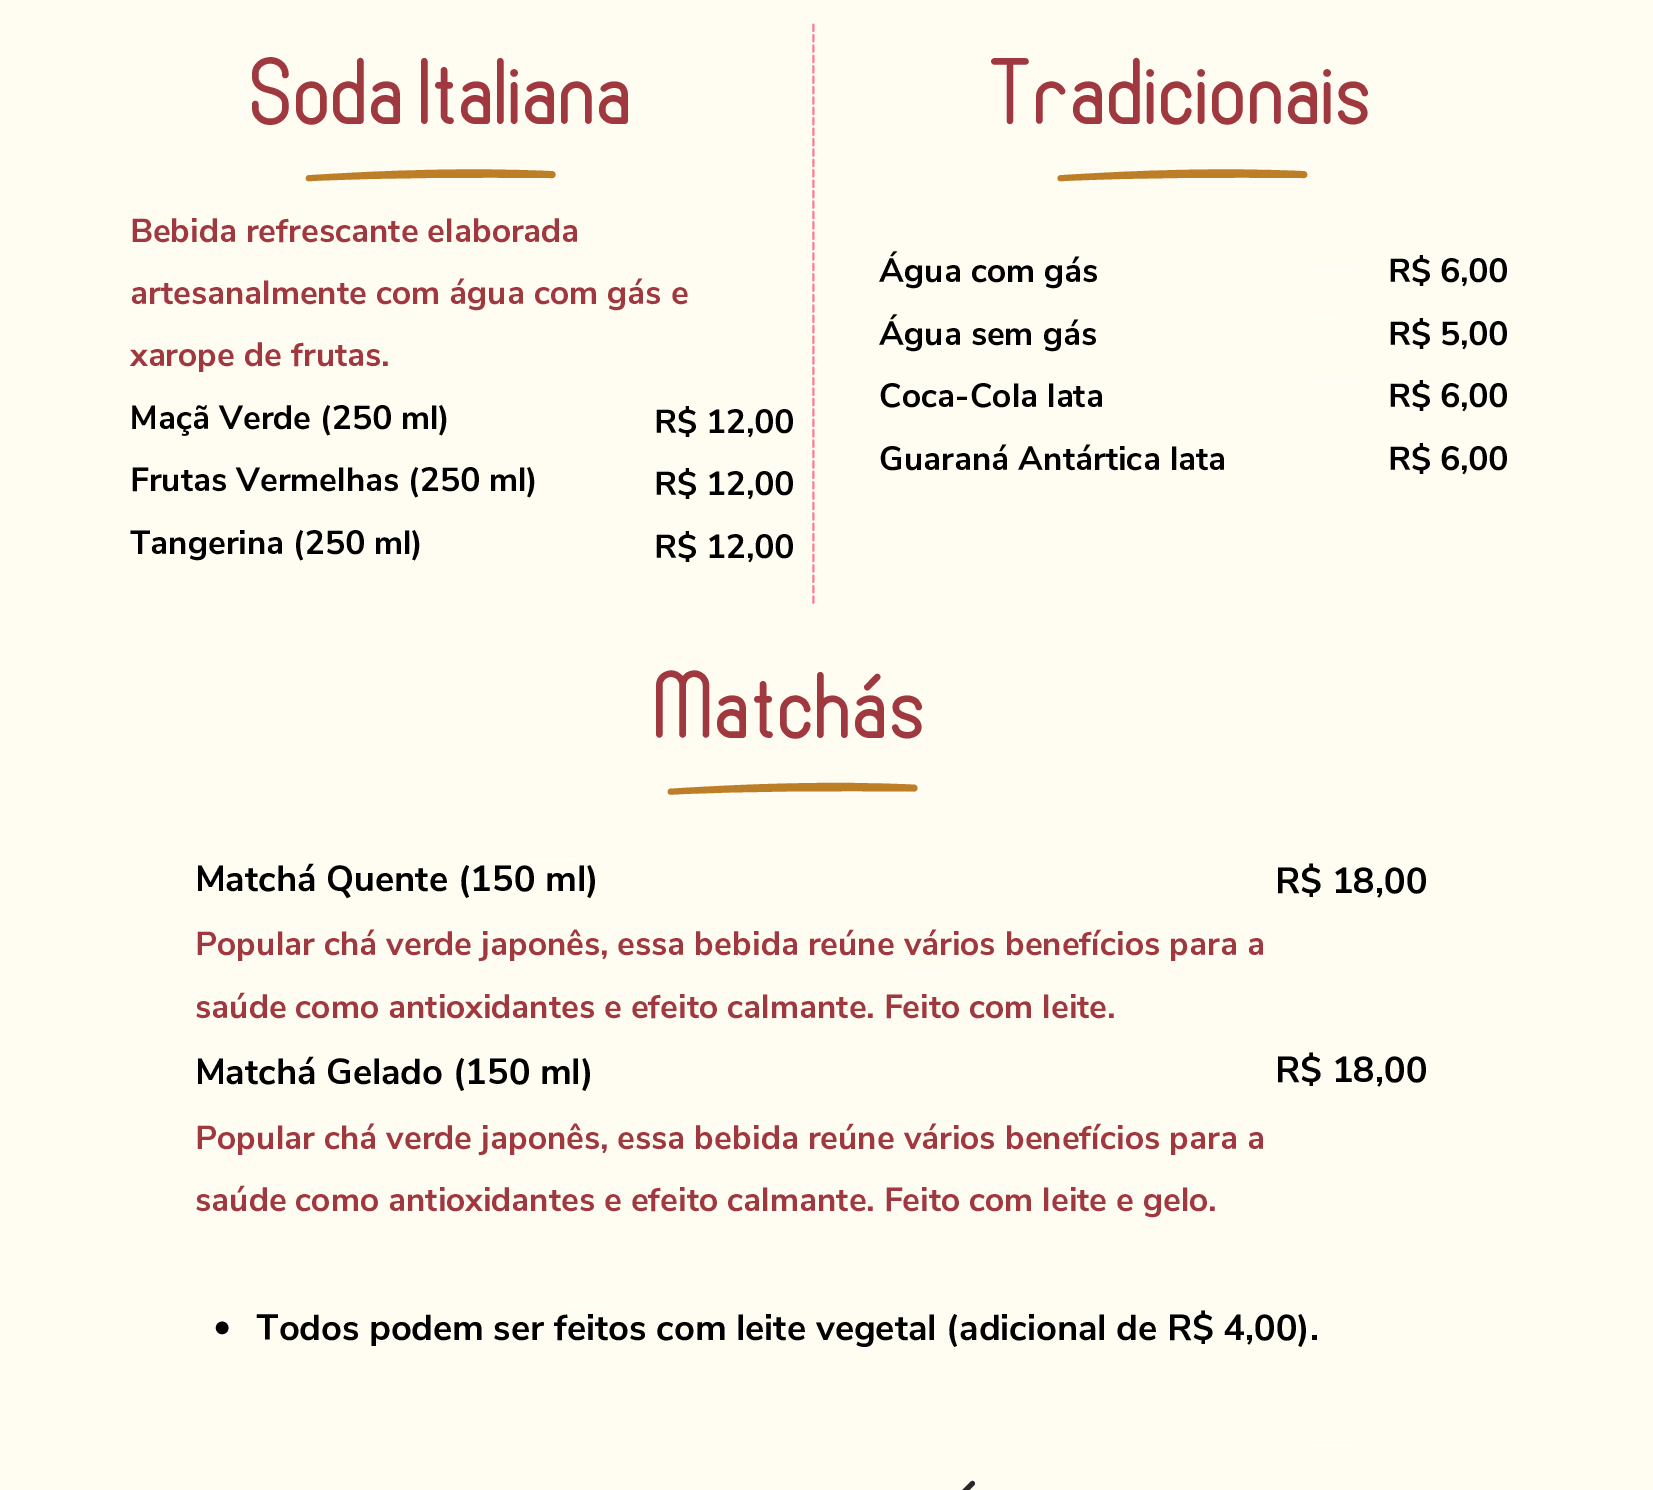 Soda Italiana
Bebida refrescante elaborada
artesanalmente com água com gás e
xarope de frutas.
Maçã Verde (250 ml) R$ 12,00
Frutas Vermelhas (250 ml) R$ 12,00
Tangerina (250 ml) R$ 12,00
Tradicionais
Água com gás R$ 6,00
Água sem gás R$ 5,00
Coca-Cola lata R$ 6,00
Guaraná Antártica lata R$ 6,00
Matchás
Matchá Quente (150 ml) R$ 18,00
Popular chá verde japonês, essa bebida reúne vários benefícios para a
saúde como antioxidantes e efeito calmante. Feito com leite.
Matchá Gelado (150 ml) R$ 18,00
Popular chá verde japonês, essa bebida reúne vários benefícios para a
saúde como antioxidantes e efeito calmante. Feito com leite e gelo.
• Todos podem ser feitos com leite vegetal (adicional de R$ 4,00).